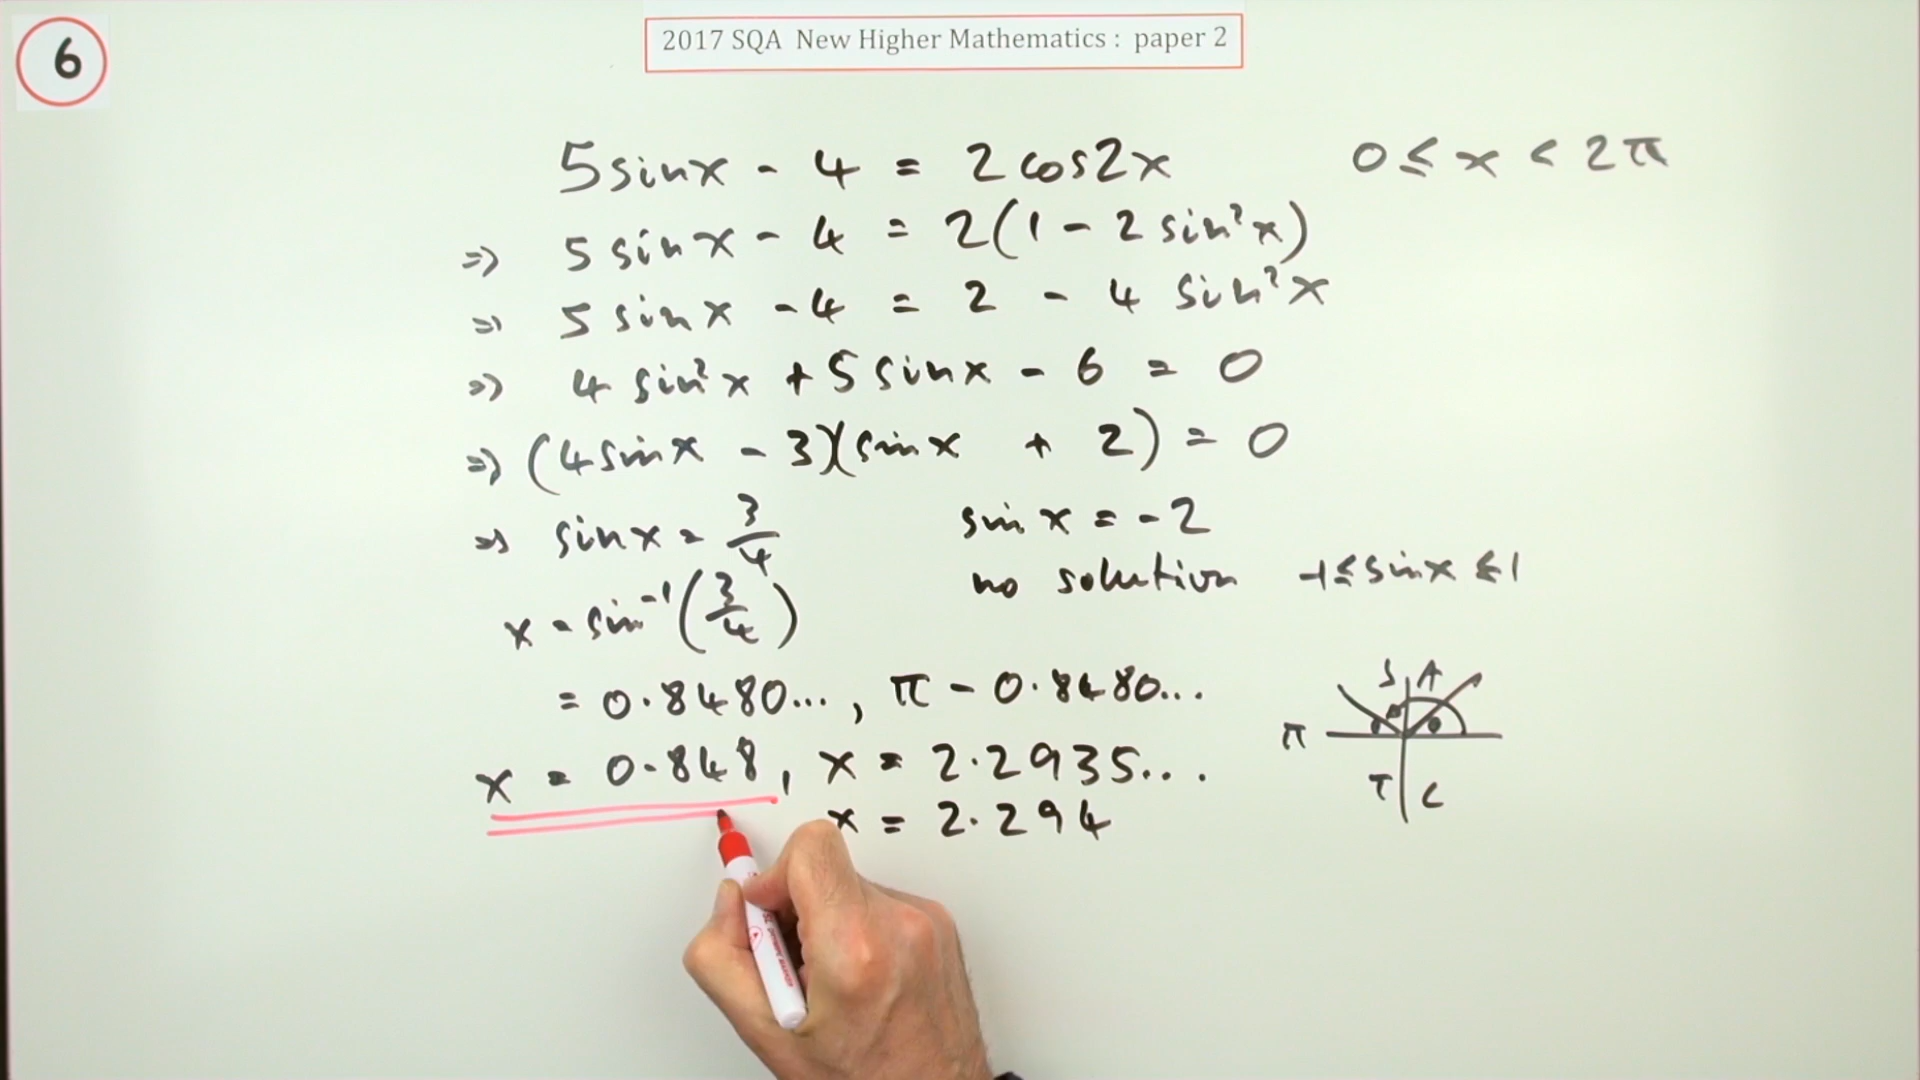 6
2017 SQA New Higher Mathematics : paper 2
5sinx - 4 = 2cos2x 0 ≤ x < 2π
=> 5sinx - 4 = 2(1 - 2sin²x)
=> 5sinx - 4 = 2 - 4sin²x
=> 4sin²x + 5sinx - 6 = 0
=> (4sinx - 3)(sinx + 2) = 0
=> sinx = 3/4 sinx = -2
no solution -1≤sinx≤1
x = sin⁻¹(3/4)
= 0.8480..., π - 0.8480...
x = 0.848, x = 2.2935...
x = 2.294
S A
π
T C